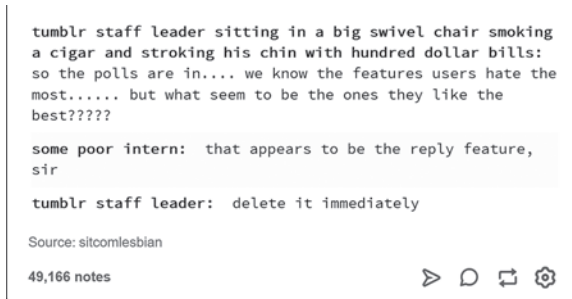 tumblr staff leader sitting in a big swivel chair smoking
a cigar and stroking his chin with hundred dollar bills:
so the polls are in.... we know the features users hate the
most...... but what seem to be the ones they like the
best?????
some poor intern: that appears to be the reply feature,
sir
tumblr staff leader: delete it immediately
Source: sitcomlesbian
49,166 notes